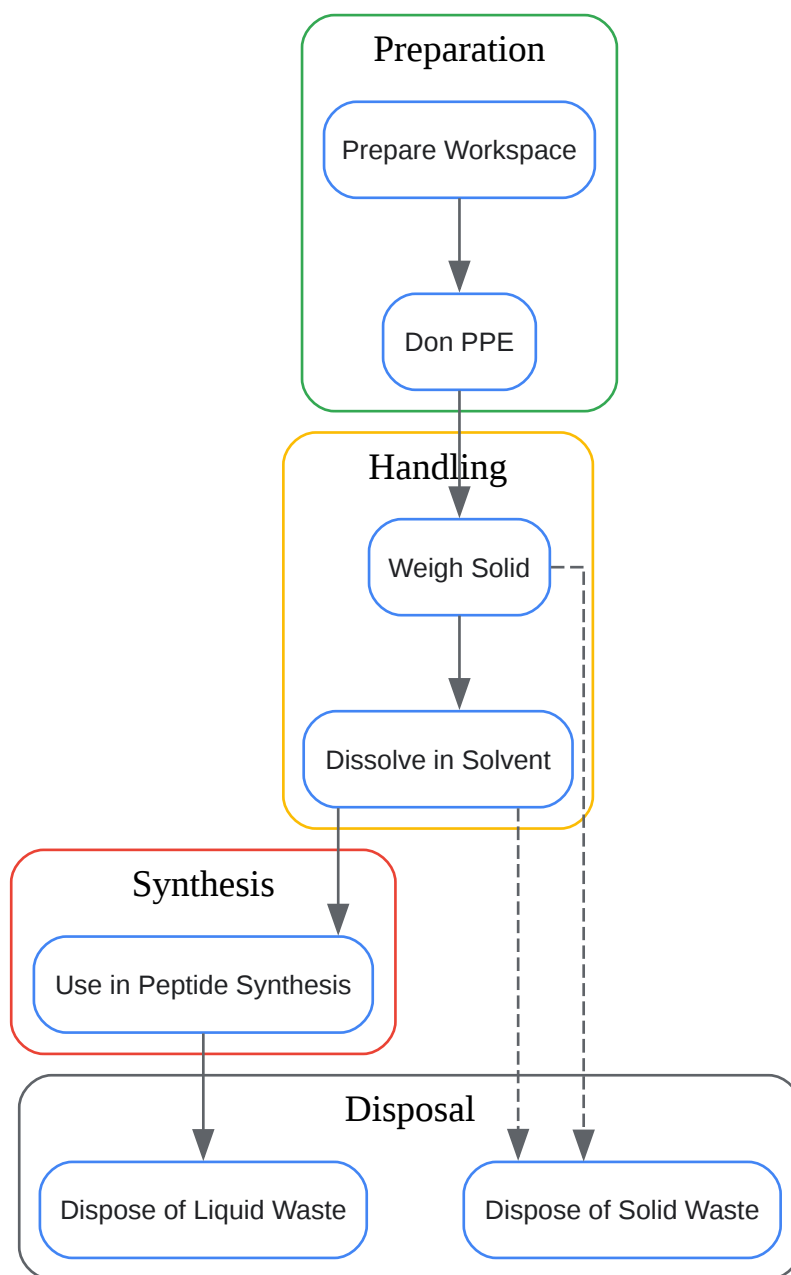 Preparation
Prepare Workspace
Don PPE
Handling
Weigh Solid
Dissolve in Solvent
Synthesis
Use in Peptide Synthesis
Disposal
Dispose of Liquid Waste
Dispose of Solid Waste